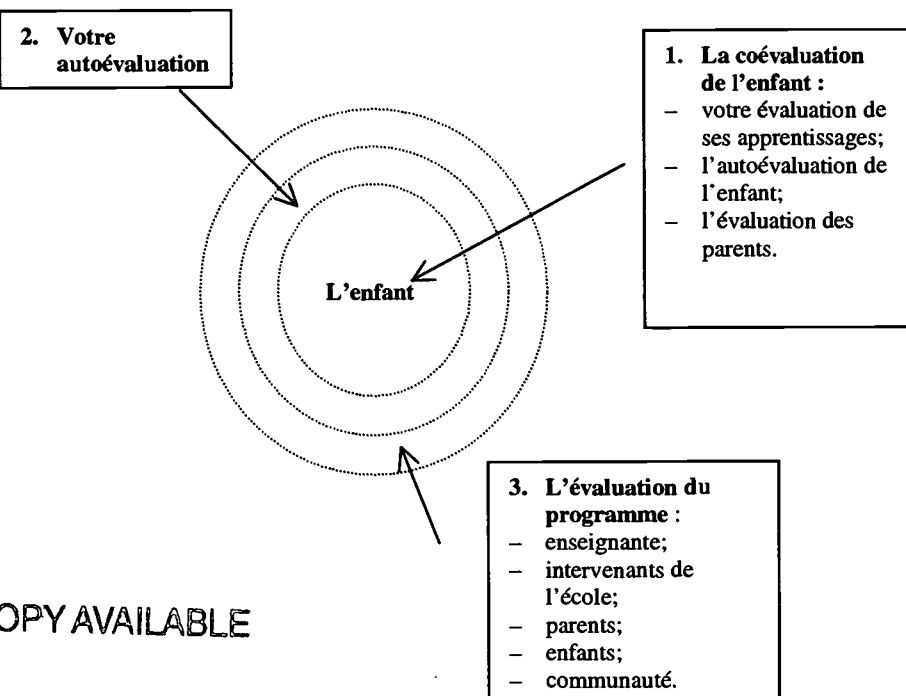 2. Votre
autoévaluation
1. La coévaluation
de l'enfant :
– votre évaluation de
ses apprentissages;
– l'autoévaluation de
l'enfant;
– l'évaluation des
parents.
L'enfant
3. L'évaluation du
programme :
– enseignante;
– intervenants de
l'école;
– parents;
– enfants;
– communauté.
OPY AVAILABLE